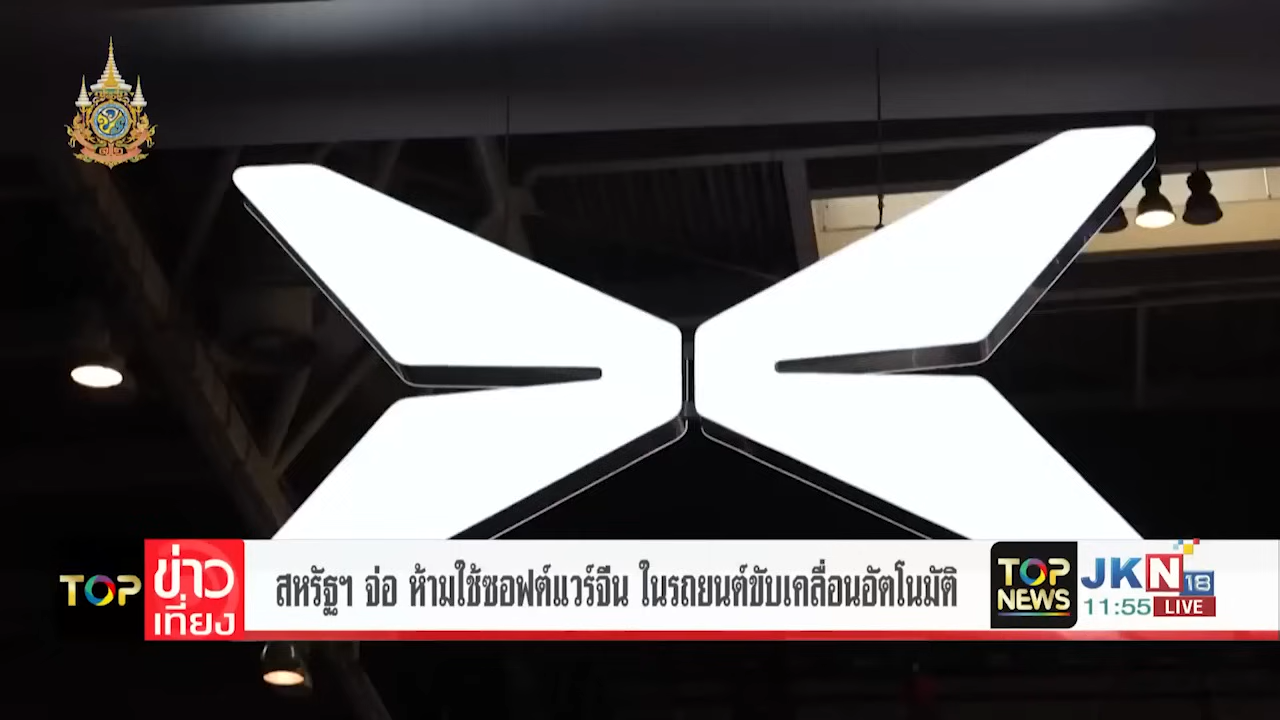 TOP
ข่าว
เที่ยง
สหรัฐฯ จ่อ ห้ามใช้ซอฟต์แวร์จีน ในรถยนต์ขับเคลื่อนอัตโนมัติ
TOP
NEWS
JKN18
11:55 LIVE